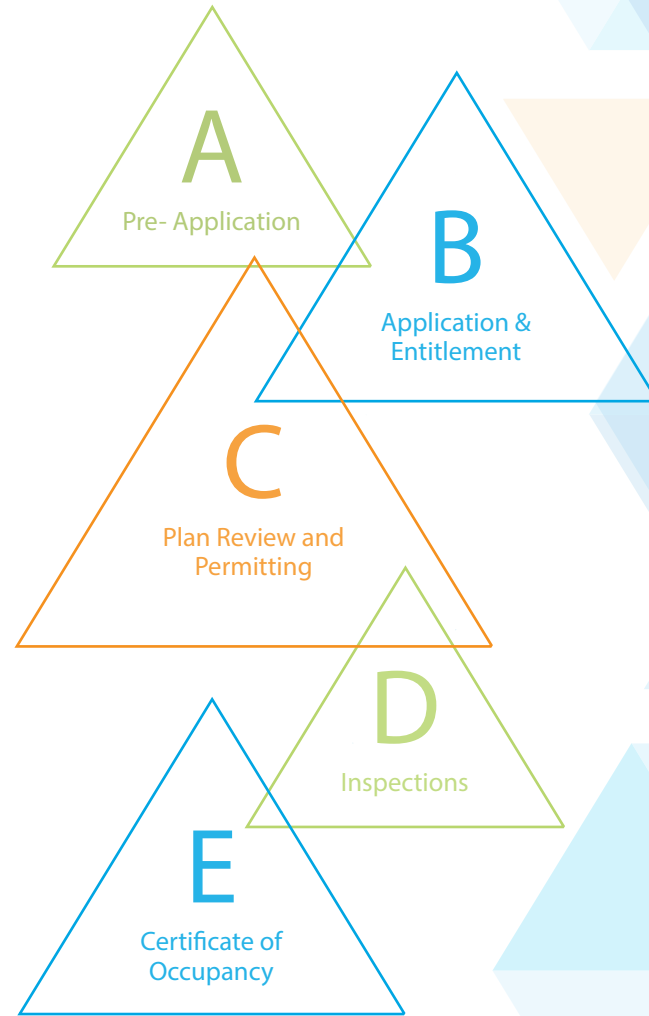 A
Pre- Application
B
Application &
Entitlement
C
Plan Review and
Permitting
D
Inspections
E
Certificate of
Occupancy